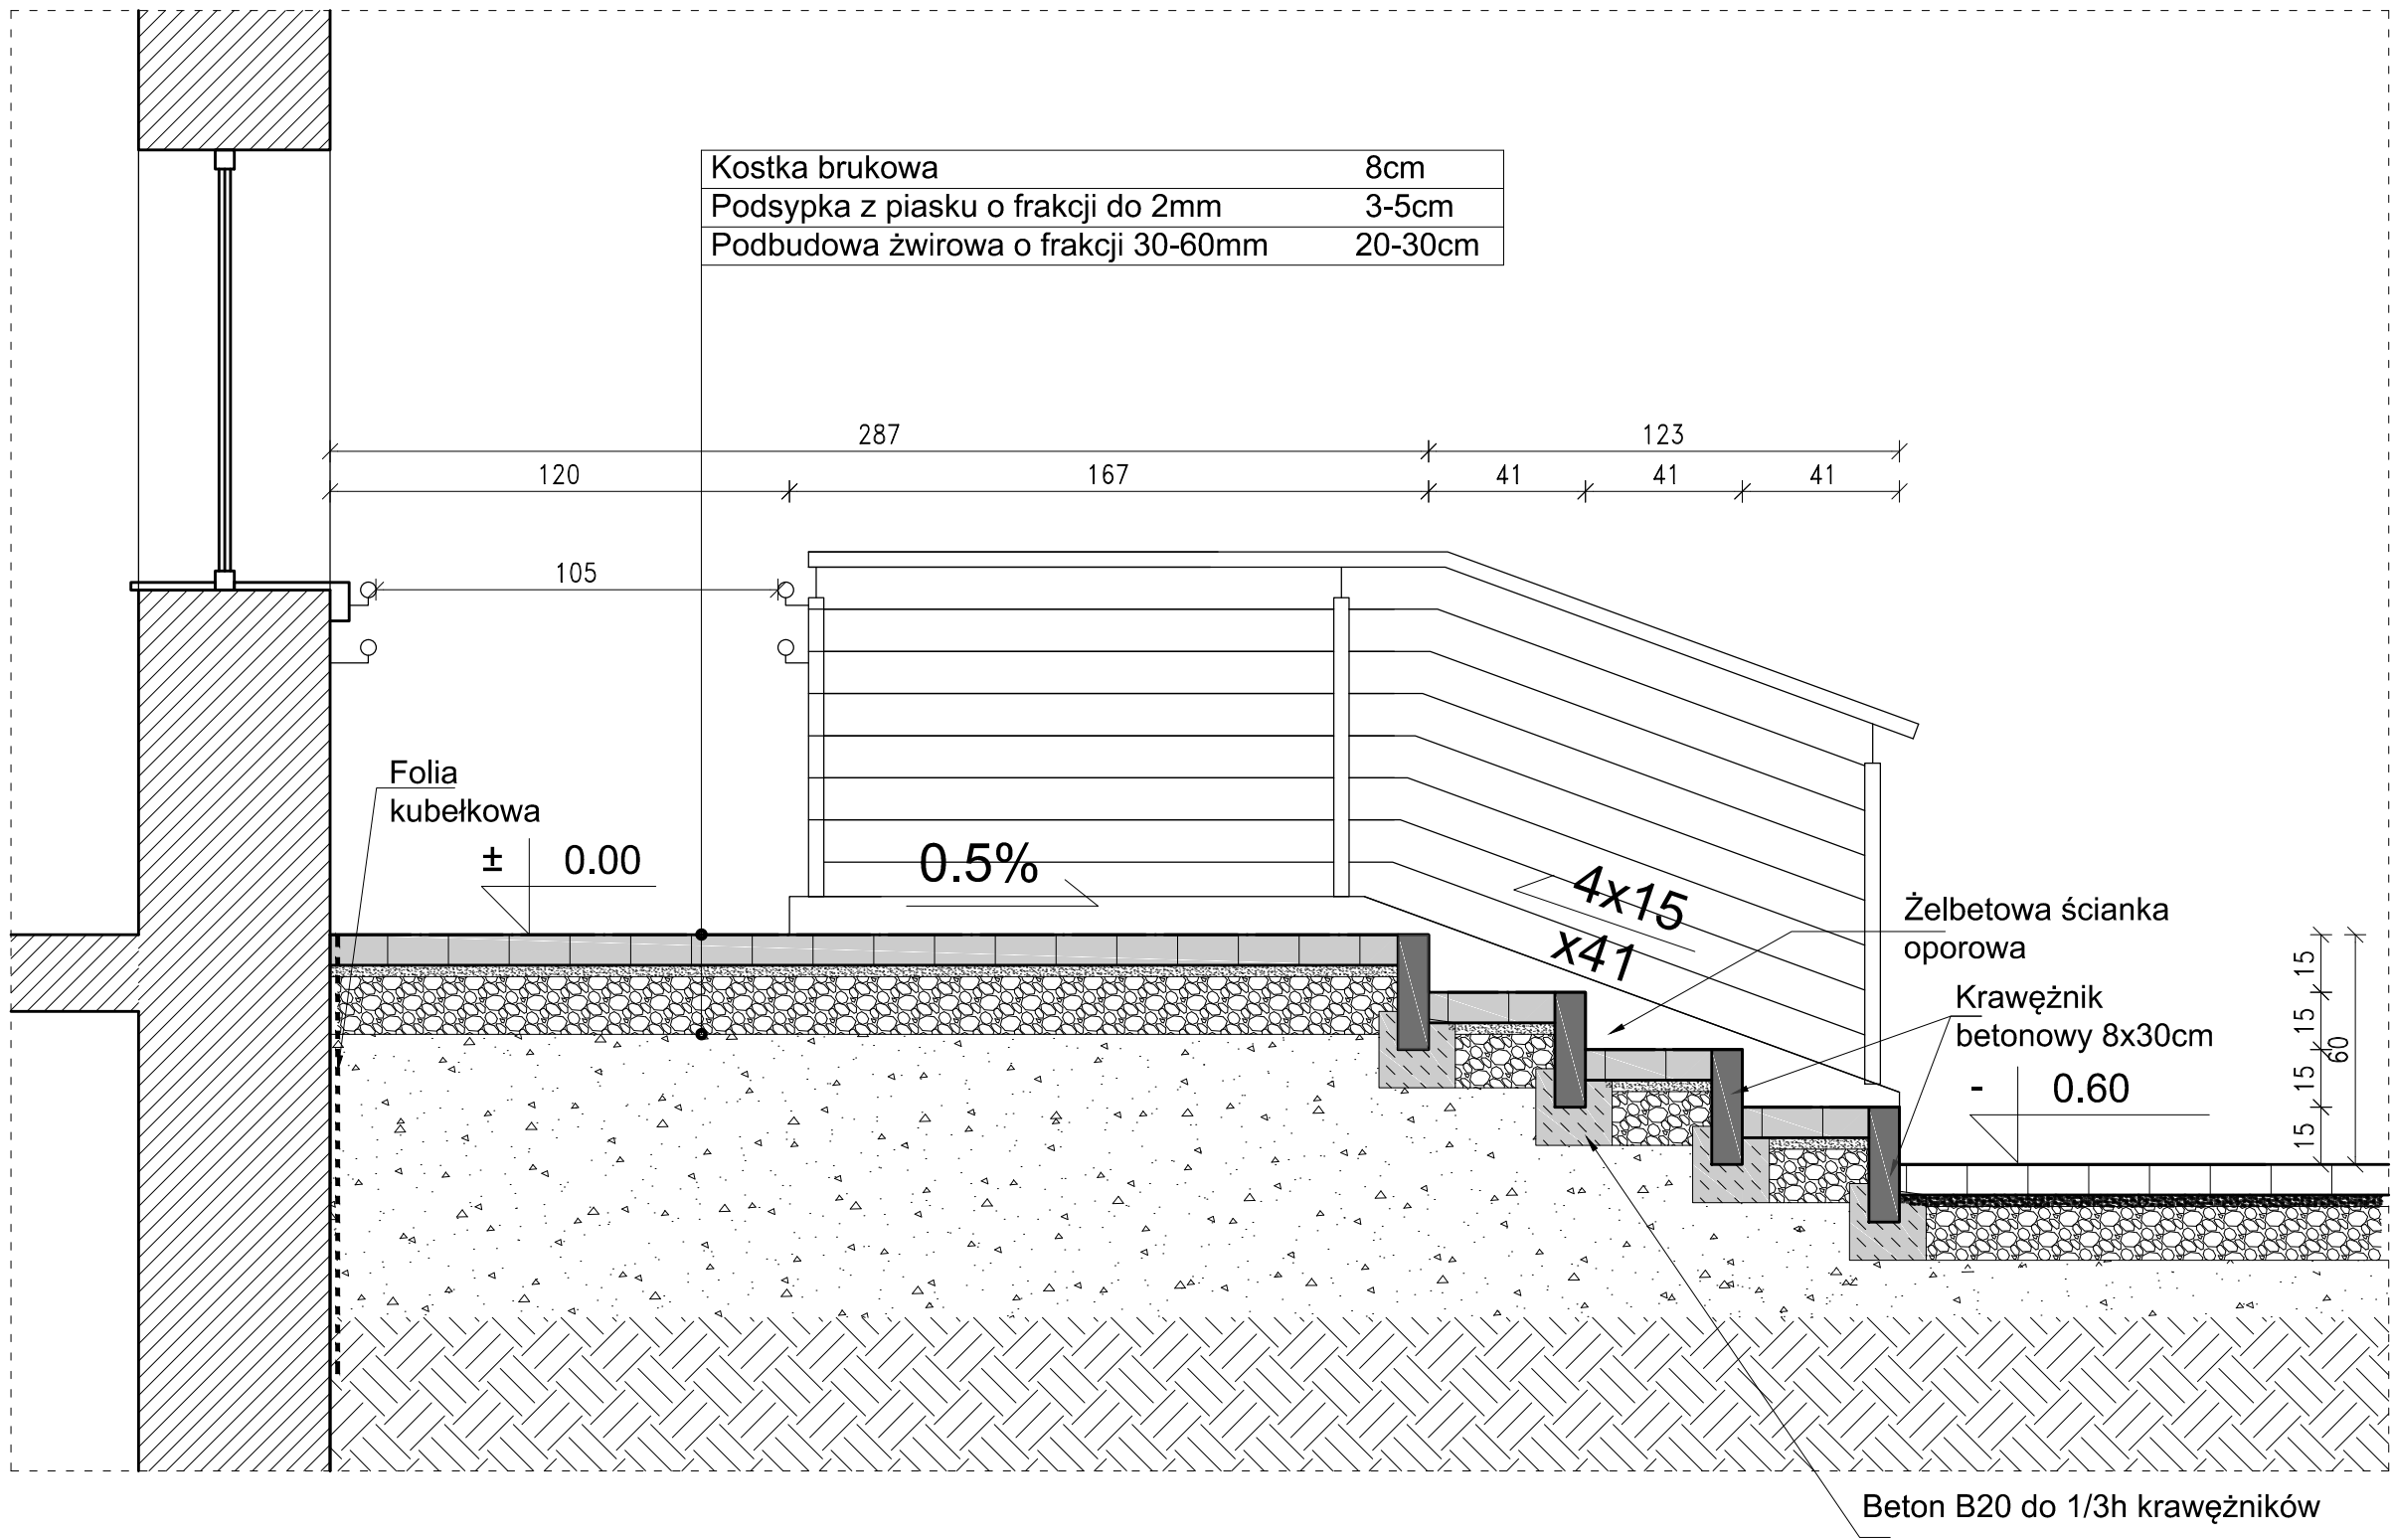 Kostka brukowa 8cm
Podsypka z piasku o frakcji do 2mm 3-5cm
Podbudowa żwirowa o frakcji 30-60mm 20-30cm
287 123
120 167 41 41 41
105
Folia
kubełkowa
± 0.00
0.5%
4x15
x41
Żelbetowa ścianka
oporowa
Krawężnik
betonowy 8x30cm
- 0.60
15
15
15
15
60
Beton B20 do 1/3h krawężników